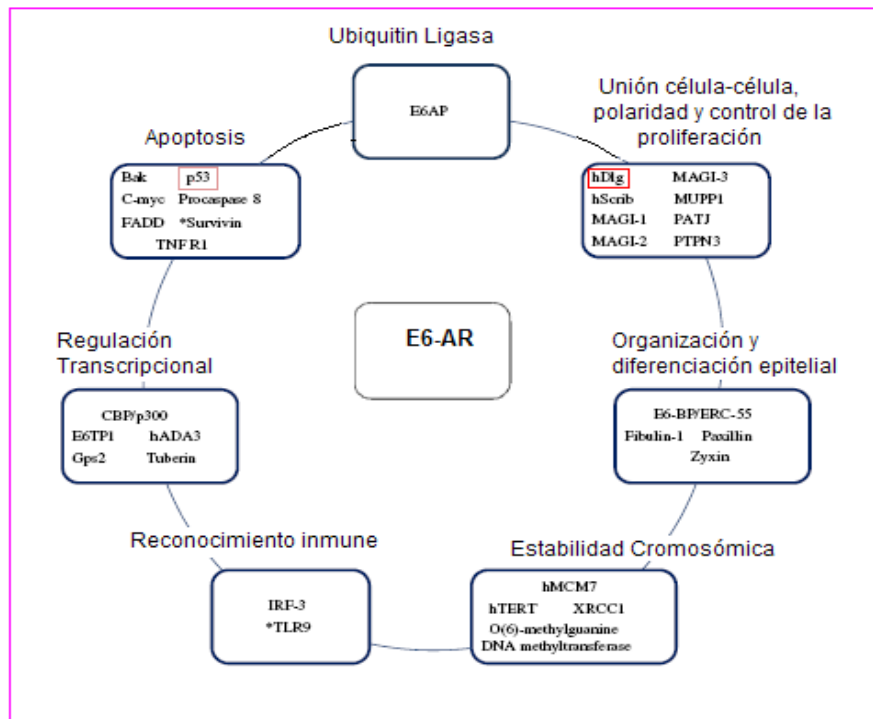 Ubiquitin Ligasa
E6AP
Unión célula-célula,
polaridad y control de la
proliferación
hDlg MAGI-3
hScrib MUPP1
MAGI-1 PATJ
MAGI-2 PTPN3
Apoptosis
Bak p53
C-myc Procaspase 8
FADD *Survivin
TNFR1
E6-AR
Regulación
Transcripcional
CBP/p300
E6TP1 hADA3
Gps2 Tuberin
Organización y
diferenciación epitelial
E6-BP/ERC-55
Fibulin-1 Paxillin
Zyxin
Reconocimiento inmune
IRF-3
*TLR9
Estabilidad Cromosómica
hMCM7
hTERT XRCC1
O(6)-methylguanine
DNA methyltransferase